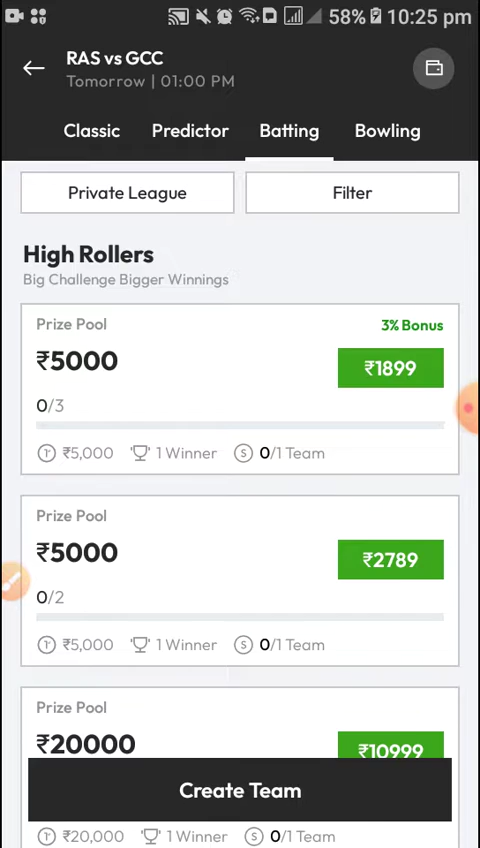 58% 10:25 pm
RAS vs GCC
Tomorrow | 01:00 PM
Classic Predictor Batting Bowling
Private League Filter
High Rollers
Big Challenge Bigger Winnings
Prize Pool 3% Bonus
₹5000 ₹1899
0/3
₹5,000 1 Winner S 0/1 Team
Prize Pool
₹5000 ₹2789
0/2
₹5,000 1 Winner S 0/1 Team
Prize Pool
₹20000 ₹10999
Create Team
₹20,000 1 Winner S 0/1 Team